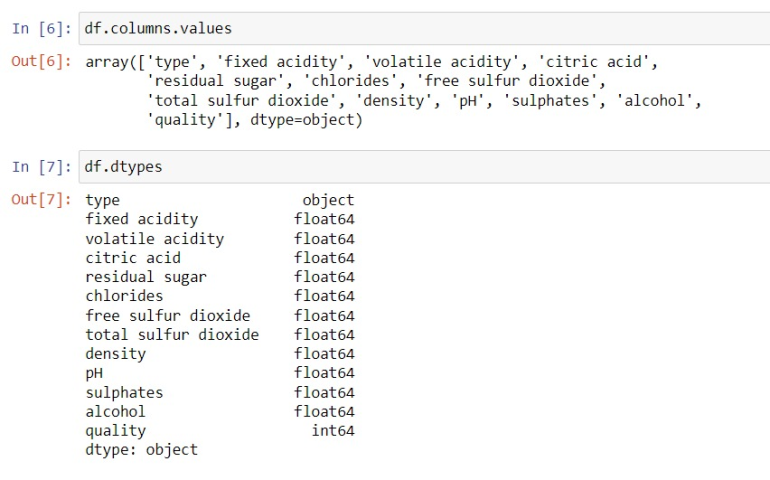 In [6]: df.columns.values
Out[6]: array(['type', 'fixed acidity', 'volatile acidity', 'citric acid',
'residual sugar', 'chlorides', 'free sulfur dioxide',
'total sulfur dioxide', 'density', 'pH', 'sulphates', 'alcohol',
'quality'], dtype=object)
In [7]: df.dtypes
Out[7]: type object
fixed acidity float64
volatile acidity float64
citric acid float64
residual sugar float64
chlorides float64
free sulfur dioxide float64
total sulfur dioxide float64
density float64
pH float64
sulphates float64
alcohol float64
quality int64
dtype: object